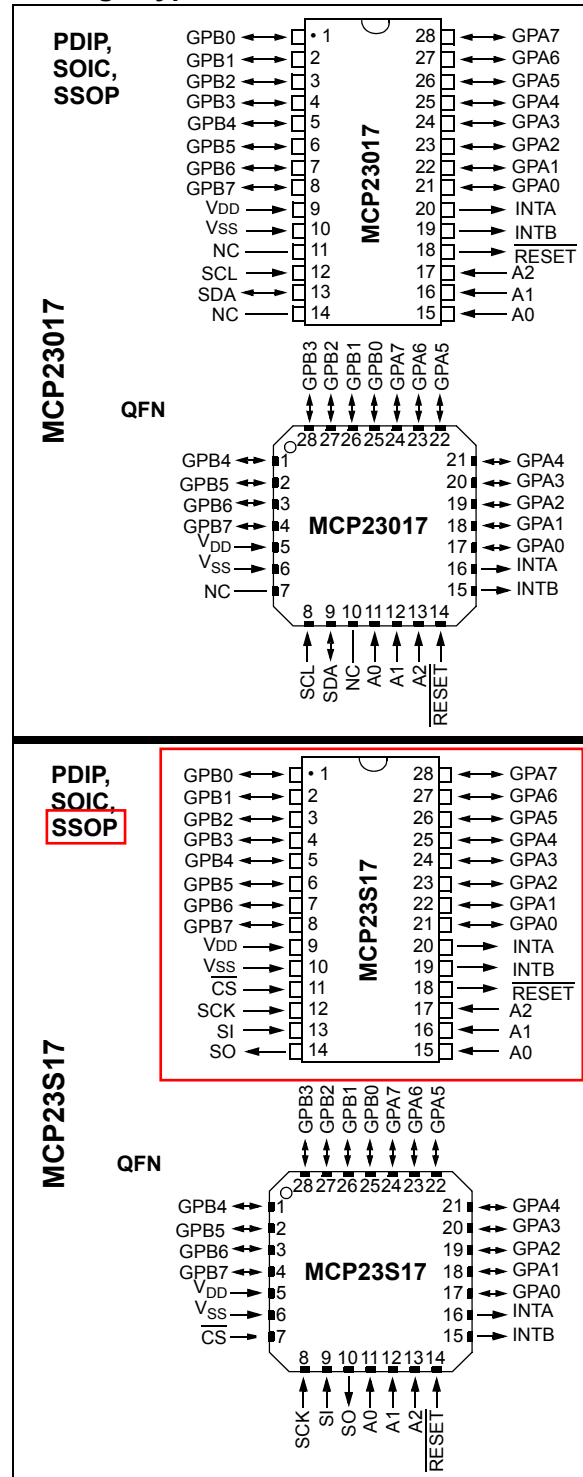 PDIP,
SOIC,
SSOP
GPB0 1 28 GPA7
GPB1 2 27 GPA6
GPB2 3 26 GPA5
GPB3 4 25 GPA4
GPB4 5 24 GPA3
GPB5 6 23 GPA2
GPB6 7 22 GPA1
GPB7 8 21 GPA0
VDD 9 20 INTA
VSS 10 19 INTB
NC 11 18 RESET
SCL 12 17 A2
SDA 13 16 A1
NC 14 15 A0
MCP23017
MCP23017
QFN
GPB3 GPB2 GPB1 GPB0 GPA7 GPA6 GPA5
28 27 26 25 24 23 22
GPB4 1 21 GPA4
GPB5 2 20 GPA3
GPB6 3 19 GPA2
GPB7 4 MCP23017 18 GPA1
VDD 5 17 GPA0
VSS 6 16 INTA
NC 7 15 INTB
8 9 10 11 12 13 14
SCL SDA NC A0 A1 A2 RESET
PDIP,
SOIC,
SSOP
GPB0 1 28 GPA7
GPB1 2 27 GPA6
GPB2 3 26 GPA5
GPB3 4 25 GPA4
GPB4 5 24 GPA3
GPB5 6 23 GPA2
GPB6 7 22 GPA1
GPB7 8 21 GPA0
VDD 9 20 INTA
VSS 10 19 INTB
CS 11 18 RESET
SCK 12 17 A2
SI 13 16 A1
SO 14 15 A0
MCP23S17
MCP23S17
QFN
GPB3 GPB2 GPB1 GPB0 GPA7 GPA6 GPA5
28 27 26 25 24 23 22
GPB4 1 21 GPA4
GPB5 2 20 GPA3
GPB6 3 19 GPA2
GPB7 4 MCP23S17 18 GPA1
VDD 5 17 GPA0
VSS 6 16 INTA
CS 7 15 INTB
8 9 10 11 12 13 14
SCK SI SO A0 A1 A2 RESET